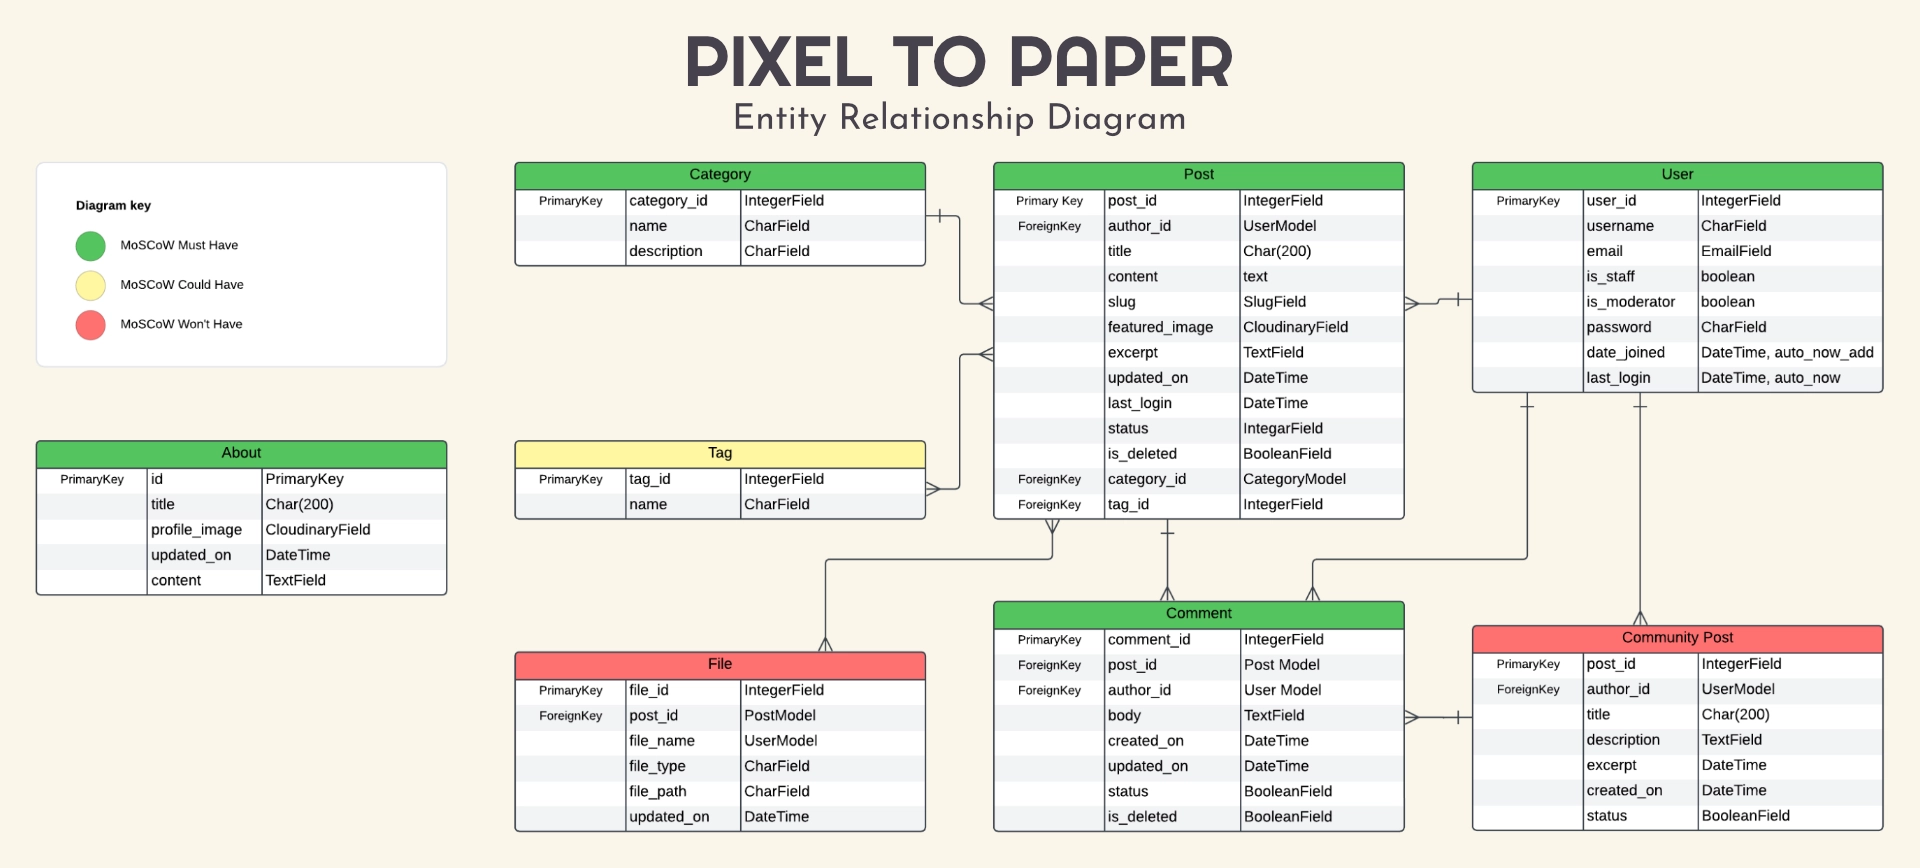 PIXEL TO PAPER
Entity Relationship Diagram
Diagram key
MoSCoW Must Have
MoSCoW Could Have
MoSCoW Won't Have
About
PrimaryKey id PrimaryKey
title Char(200)
profile_image CloudinaryField
updated_on DateTime
content TextField
Category
PrimaryKey category_id IntegerField
name CharField
description CharField
Tag
PrimaryKey tag_id IntegerField
name CharField
File
PrimaryKey file_id IntegerField
ForeignKey post_id PostModel
file_name UserModel
file_type CharField
file_path CharField
updated_on DateTime
Post
Primary Key post_id IntegerField
ForeignKey author_id UserModel
title Char(200)
content text
slug SlugField
featured_image CloudinaryField
excerpt TextField
updated_on DateTime
last_login DateTime
status IntegarField
is_deleted BooleanField
ForeignKey category_id CategoryModel
ForeignKey tag_id IntegerField
Comment
PrimaryKey comment_id IntegerField
ForeignKey post_id Post Model
ForeignKey author_id User Model
body TextField
created_on DateTime
updated_on DateTime
status BooleanField
is_deleted BooleanField
User
PrimaryKey user_id IntegerField
username CharField
email EmailField
is_staff boolean
is_moderator boolean
password CharField
date_joined DateTime, auto_now_add
last_login DateTime, auto_now
Community Post
PrimaryKey post_id IntegerField
ForeignKey author_id UserModel
title Char(200)
description TextField
excerpt DateTime
created_on DateTime
status BooleanField